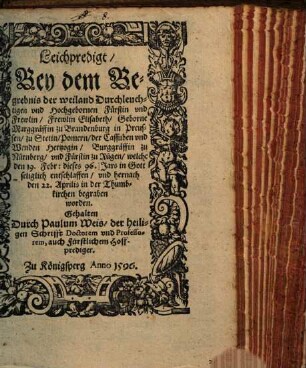 Leichpredigt /
Bey dem Be-
grebnis der weiland Durchleuch-
tigen vnd Hochgebornen Fürstin vnd
Frewlin / Frewlin Elisabeth / Geborne
Marggräffin zu Brandenburg in Preus-
sen / zu Stetin / Pomern / der Cassuben vnd
Wenden Hertzogin / Burggräffin zu
Nürnberg / vnd Fürstin zu Rügen / welche
den 19. Febr: dieses 96. Jars in Gott
seliglich entschlaffen / vnd hernach
den 22. Aprilis in der Thumb-
kirchen begraben
worden.
Gehalten
Durch Paulum Weis / der heili-
gen Schrifft Doctorem vnd Professo-
rem, auch Fürstlichem Hoff-
prediger.
Zu Königsperg Anno 1596.